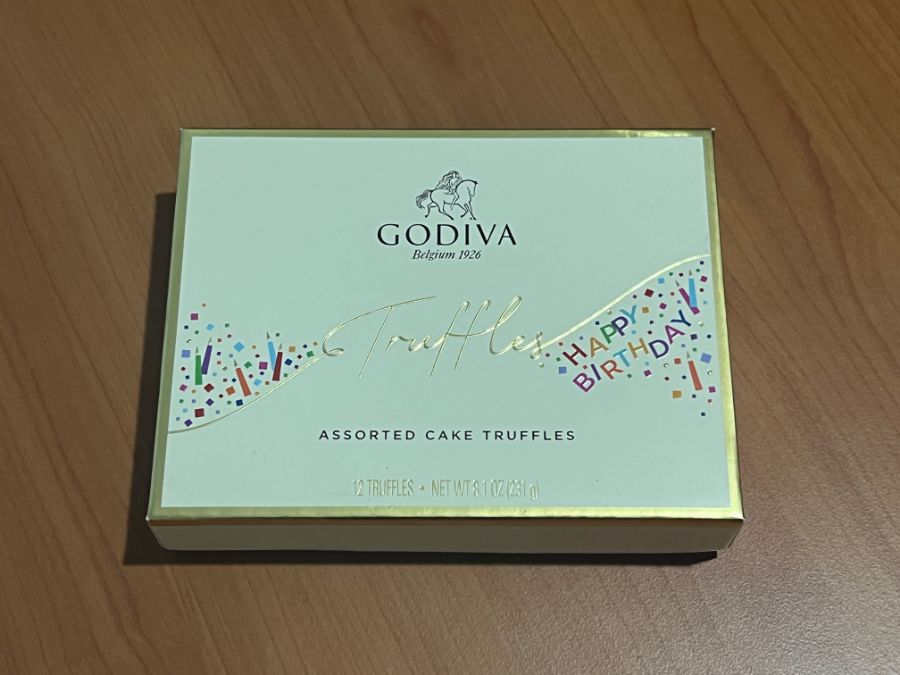 GODIVA
Belgium 1926
Truffles
HAPPY
BIRTHDAY
ASSORTED CAKE TRUFFLES
12 TRUFFLES • NET WT 8.1 OZ (231 g)